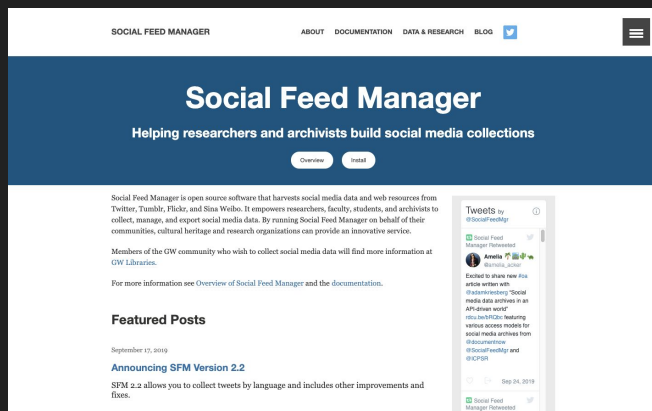 SOCIAL FEED MANAGER
ABOUT DOCUMENTATION DATA & RESEARCH BLOG
Social Feed Manager
Helping researchers and archivists build social media collections
Overview Install
Social Feed Manager is open source software that harvests social media data and web resources from
Twitter, Tumblr, Flickr, and Sina Weibo. It empowers researchers, faculty, students, and archivists to
collect, manage, and export social media data. By running Social Feed Manager on behalf of their
communities, cultural heritage and research organizations can provide an innovative service.
Members of the GW community who wish to collect social media data will find more information at
GW Libraries.
For more information see Overview of Social Feed Manager and the documentation.
Featured Posts
September 17, 2019
Announcing SFM Version 2.2
SFM 2.2 allows you to collect tweets by language and includes other improvements and
fixes.
Tweets by
@SocialFeedMgr
Social Feed
Manager Retweeted
Amelia
@amelia_acker
Excited to share new #oa
article written with
@adamkriesberg "Social
media data archives in an
API-driven world"
rdcu.be/bRQbc featuring
various access models for
social media archives from
@documentnow
@SocialFeedMgr and
@ICPSR
Sep 24, 2019
Social Feed
Manager Retweeted